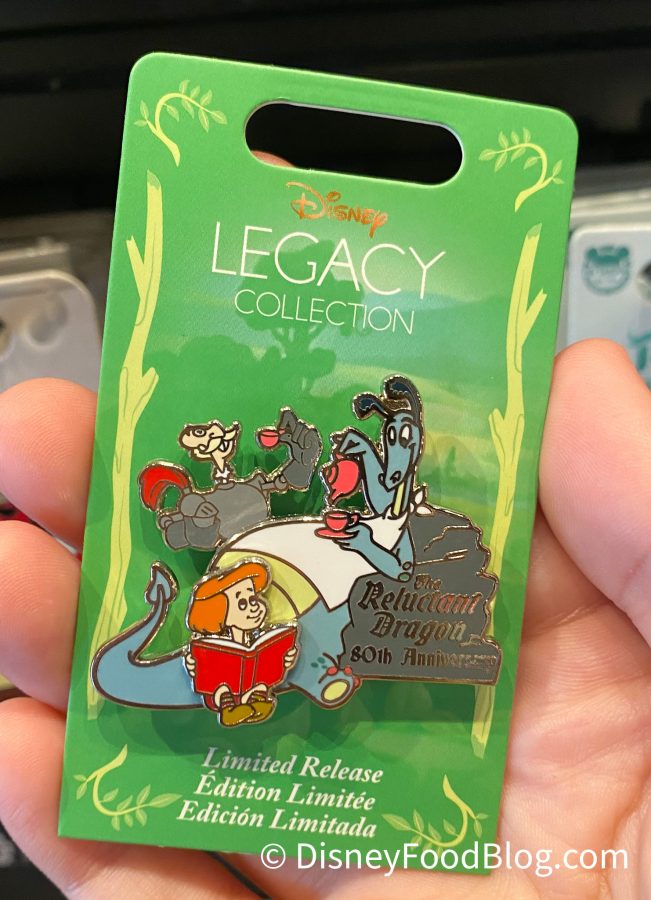 Disney
LEGACY
COLLECTION
The
Reluctant
Dragon
80th Anniversary
Limited Release
Édition Limitée
Edición Limitada
© DisneyFoodBlog.com